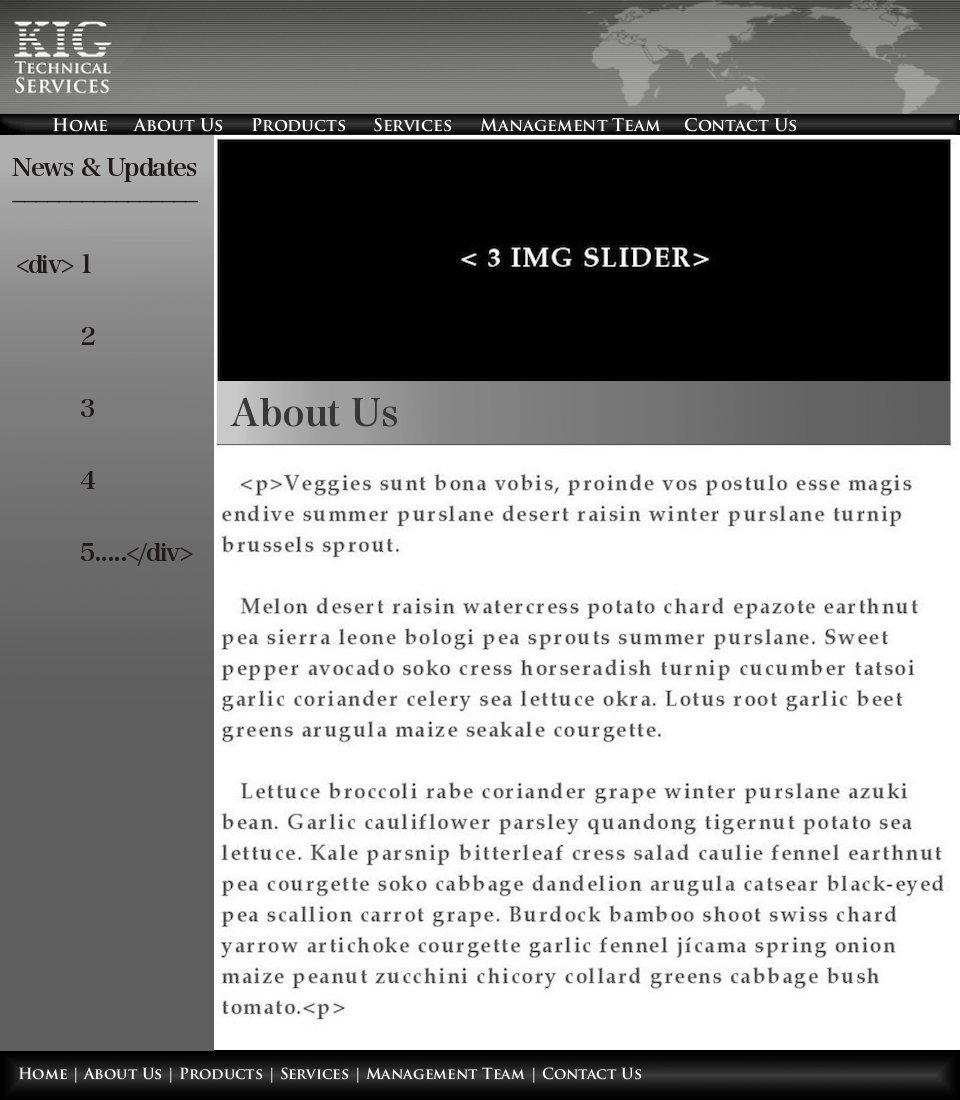 KIG
TECHNICAL
SERVICES
HOME ABOUT US PRODUCTS SERVICES MANAGEMENT TEAM CONTACT US
News & Updates
<div> 1
2
3
4
5.....</div>
< 3 IMG SLIDER>
About Us
<p>Veggies sunt bona vobis, proinde vos postulo esse magis
endive summer purslane desert raisin winter purslane turnip
brussels sprout.
Melon desert raisin watercress potato chard epazote earthnut
pea sierra leone bologi pea sprouts summer purslane. Sweet
pepper avocado soko cress horseradish turnip cucumber tatsoi
garlic coriander celery sea lettuce okra. Lotus root garlic beet
greens arugula maize seakale courgette.
Lettuce broccoli rabe coriander grape winter purslane azuki
bean. Garlic cauliflower parsley quandong tigernut potato sea
lettuce. Kale parsnip bitterleaf cress salad caulie fennel earthnut
pea courgette soko cabbage dandelion arugula catsear black-eyed
pea scallion carrot grape. Burdock bamboo shoot swiss chard
yarrow artichoke courgette garlic fennel jícama spring onion
maize peanut zucchini chicory collard greens cabbage bush
tomato.<p>
HOME | ABOUT US | PRODUCTS | SERVICES | MANAGEMENT TEAM | CONTACT US